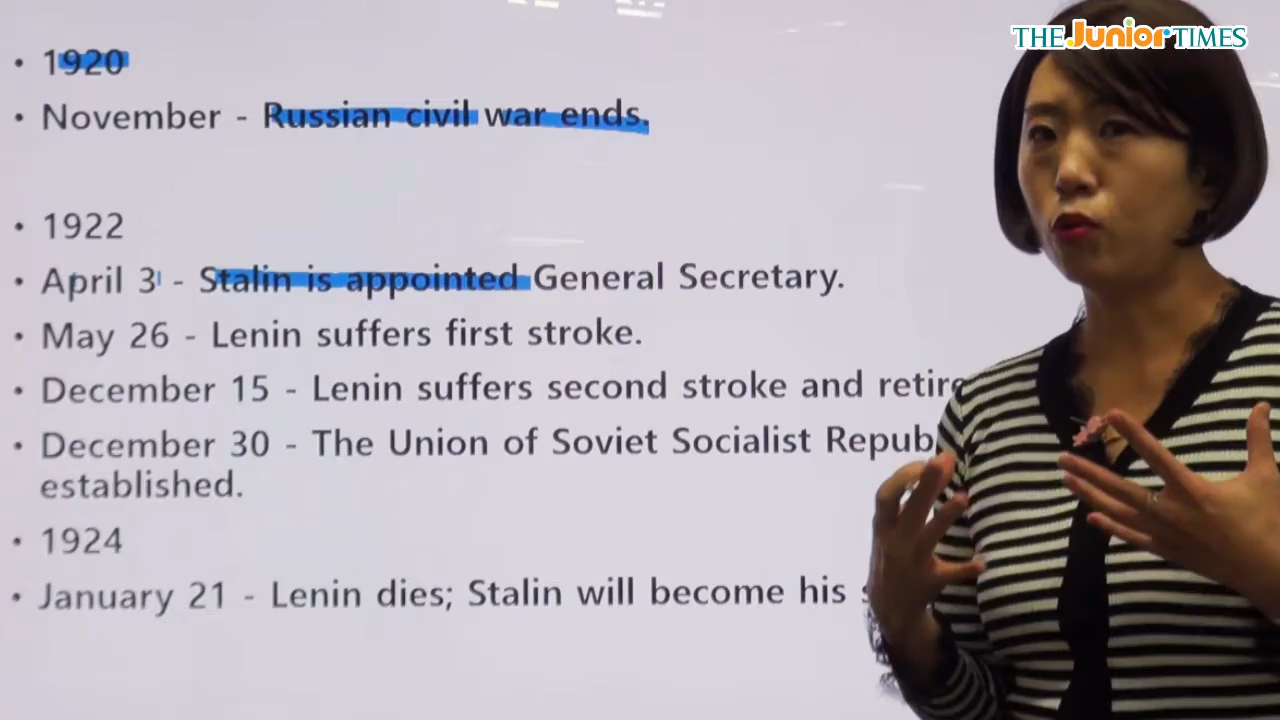 THE Junior TIMES
• 1920
• November - Russian civil war ends.
• 1922
• April 3 - Stalin is appointed General Secretary.
• May 26 - Lenin suffers first stroke.
• December 15 - Lenin suffers second stroke and
• December 30 - The Union of Soviet Socialist
established.
• 1924
• January 21 - Lenin dies; Stalin will become his